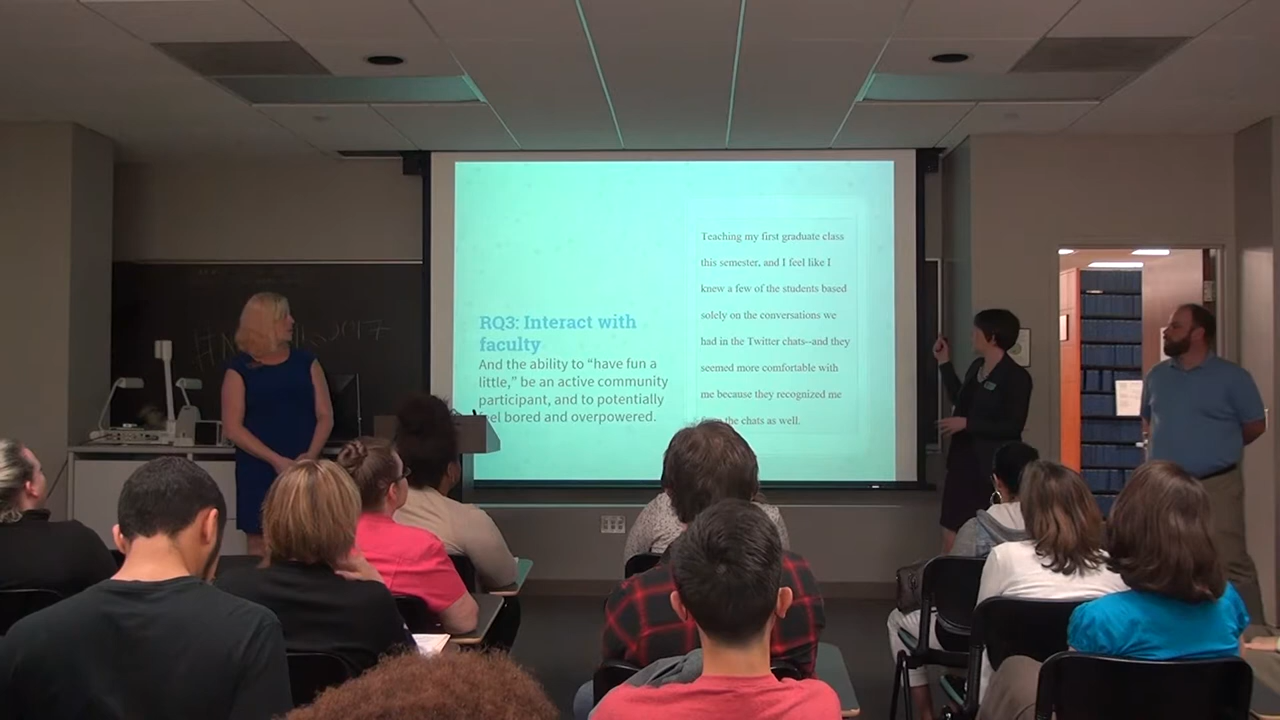 RQ3: Interact with
faculty
And the ability to “have fun a
little,” be an active community
participant, and to potentially
feel bored and overpowered.
Teaching my first graduate class
this semester, and I feel like I
knew a few of the students based
solely on the conversations we
had in the Twitter chats--and they
seemed more comfortable with
me because they recognized me
from the chats as well.